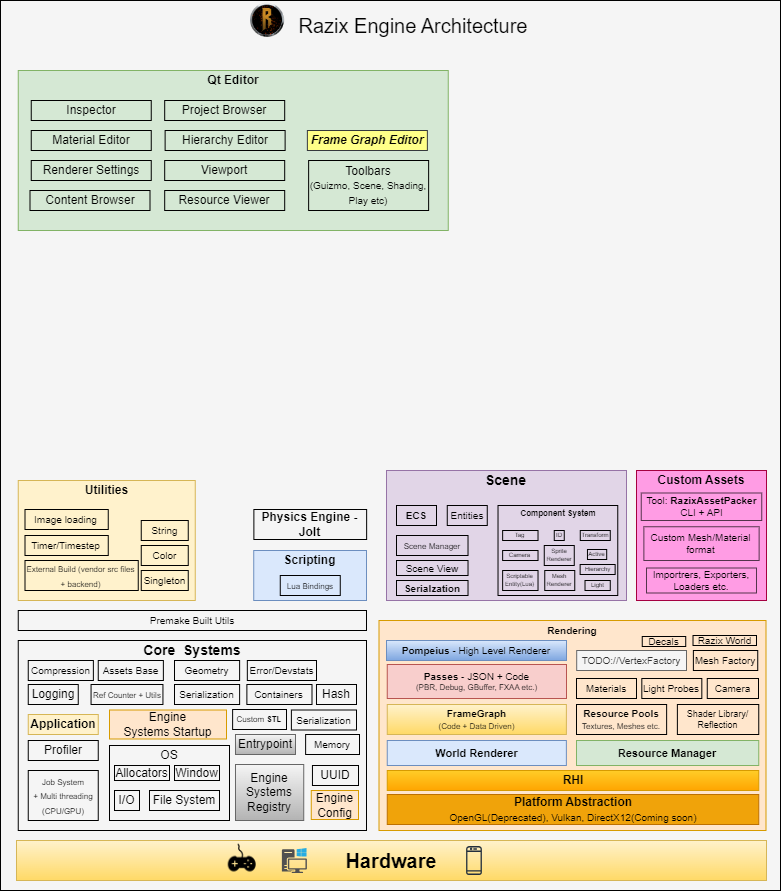 Razix Engine Architecture
Qt Editor
Inspector
Project Browser
Material Editor
Hierarchy Editor
Frame Graph Editor
Renderer Settings
Viewport
Toolbars
(Guizmo, Scene, Shading,
Play etc)
Content Browser
Resource Viewer
Utilities
Image loading
Timer/Timestep
External Build (vendor src files
+ backend)
String
Color
Singleton
Physics Engine -
Jolt
Scripting
Lua Bindings
Scene
ECS
Entities
Scene Manager
Scene View
Serialzation
Component System
Tag
ID
Transform
Camera
Sprite
Renderer
Active
Hierarchy
Scriptable
Entity(Lua)
Mesh
Renderer
Light
Custom Assets
Tool: RazixAssetPacker
CLI + API
Custom Mesh/Material
format
Importrers, Exporters,
Loaders etc.
Premake Built Utils
Core  Systems
Compression
Assets Base
Geometry
Error/Devstats
Logging
Ref Counter + Utils
Serialization
Containers
Hash
Application
Engine
Systems Startup
Custom STL
Serialization
Profiler
Entrypoint
Memory
OS
Allocators
Window
I/O
File System
Job System
+ Multi threading
(CPU/GPU)
Engine
Systems
Registry
UUID
Engine
Config
Rendering
Pompeius - High Level Renderer
Decals
Razix World
TODO://VertexFactory
Mesh Factory
Passes - JSON + Code
(PBR, Debug, GBuffer, FXAA etc.)
Materials
Light Probes
Camera
FrameGraph
(Code + Data Driven)
Resource Pools
Textures, Meshes etc.
Shader Library/
Reflection
World Renderer
Resource Manager
RHI
Platform Abstraction
OpenGL(Deprecated), Vulkan, DirectX12(Coming soon)
Hardware